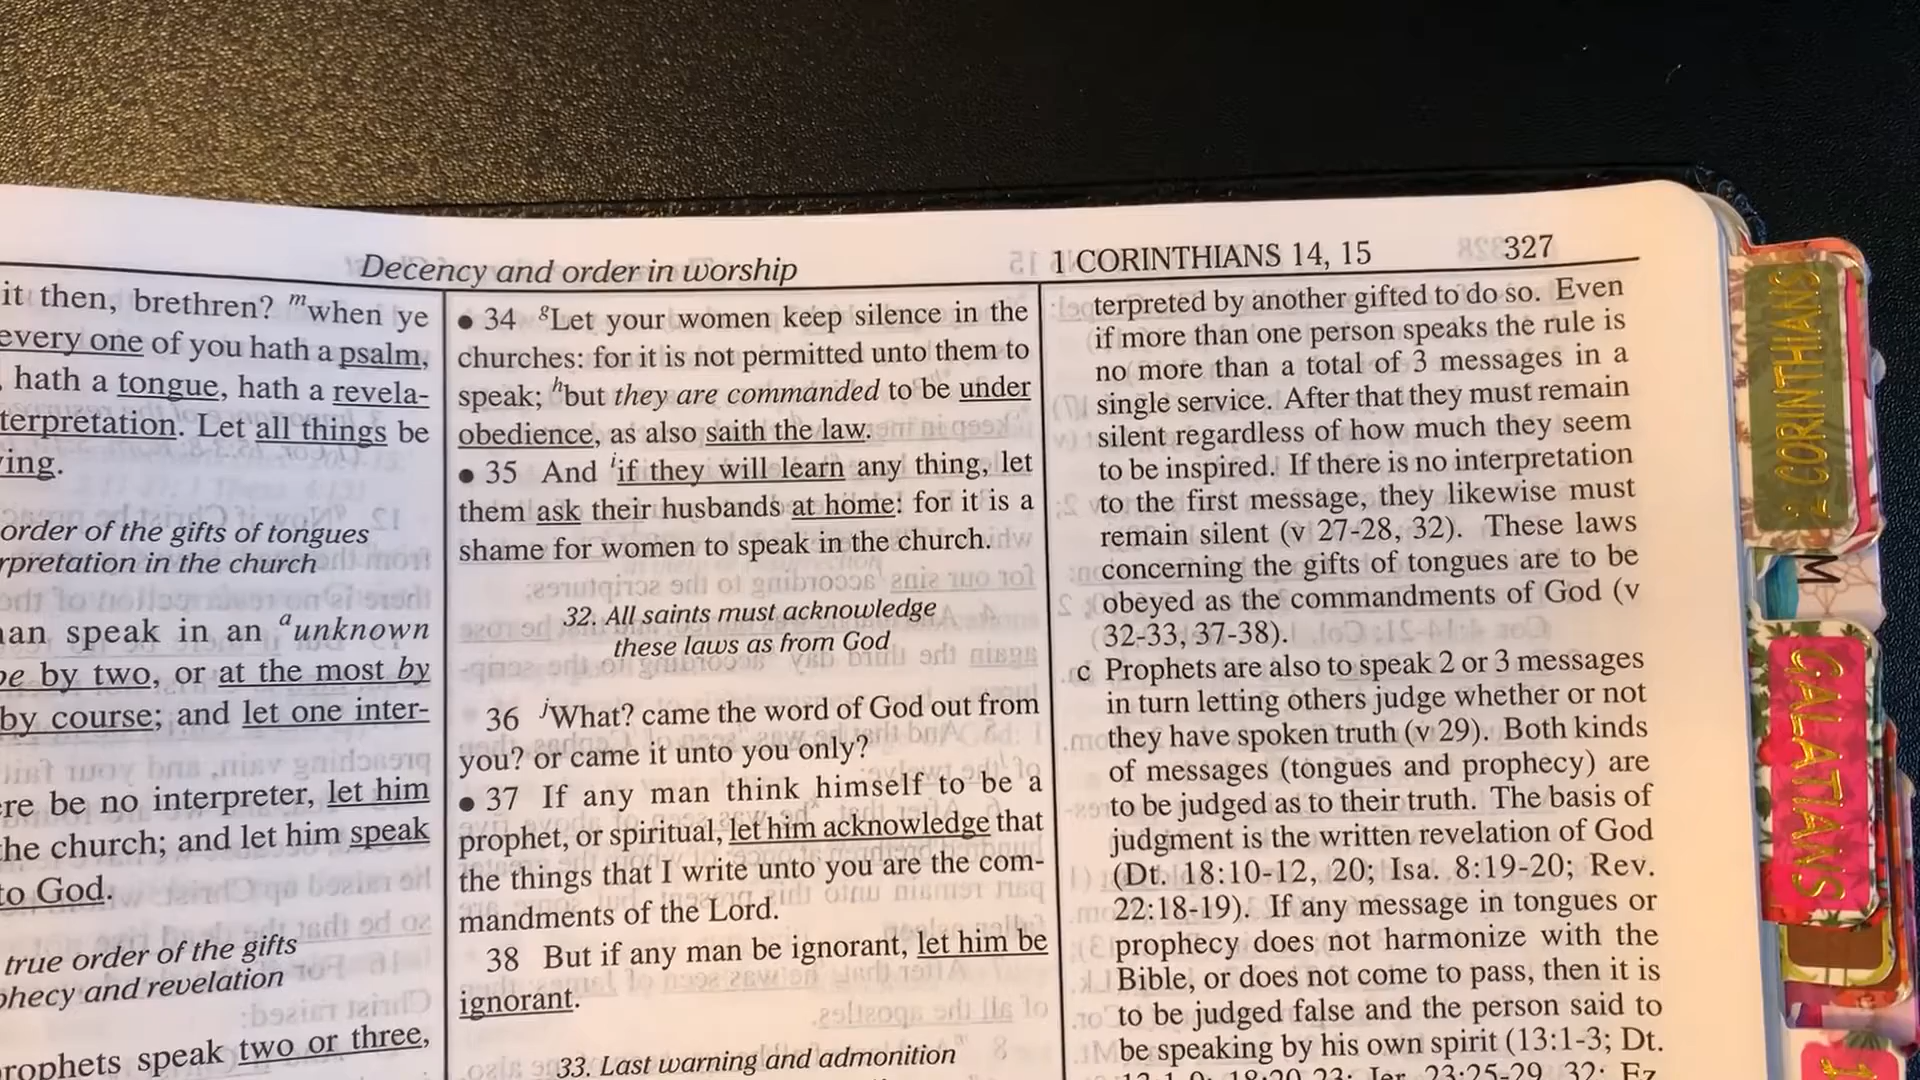 Decency and order in worship
1 CORINTHIANS 14, 15
327
it then, brethren? m when ye
every one of you hath a psalm,
hath a tongue, hath a revela-
terpretation. Let all things be
ing.
order of the gifts of tongues
rpretation in the church
an speak in an a unknown
be by two, or at the most by
by course; and let one inter-
re be no interpreter, let him
he church; and let him speak
to God.
true order of the gifts
phecy and revelation
rophets speak two or three,
• 34 g Let your women keep silence in the
churches: for it is not permitted unto them to
speak; h but they are commanded to be under
obedience, as also saith the law.
• 35 And i if they will learn any thing, let
them ask their husbands at home: for it is a
shame for women to speak in the church.
32. All saints must acknowledge
these laws as from God
36 j What? came the word of God out from
you? or came it unto you only?
• 37 If any man think himself to be a
prophet, or spiritual, let him acknowledge that
the things that I write unto you are the com-
mandments of the Lord.
38 But if any man be ignorant, let him be
ignorant.
33. Last warning and admonition
terpreted by another gifted to do so. Even
if more than one person speaks the rule is
no more than a total of 3 messages in a
single service. After that they must remain
silent regardless of how much they seem
to be inspired. If there is no interpretation
to the first message, they likewise must
remain silent (v 27-28, 32). These laws
concerning the gifts of tongues are to be
obeyed as the commandments of God (v
32-33, 37-38).
c Prophets are also to speak 2 or 3 messages
in turn letting others judge whether or not
they have spoken truth (v 29). Both kinds
of messages (tongues and prophecy) are
to be judged as to their truth. The basis of
judgment is the written revelation of God
(Dt. 18:10-12, 20; Isa. 8:19-20; Rev.
22:18-19). If any message in tongues or
prophecy does not harmonize with the
Bible, or does not come to pass, then it is
to be judged false and the person said to
be speaking by his own spirit (13:1-3; Dt.
18:20-22; Jer. 23:25-29, 32; Ez.
2 CORINTHIANS
M
GALATIANS
1